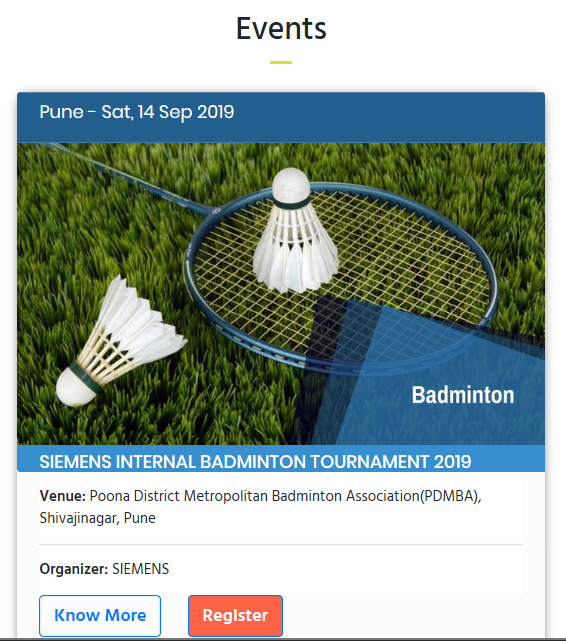 Events
Pune - Sat, 14 Sep 2019
Badminton
SIEMENS INTERNAL BADMINTON TOURNAMENT 2019
Venue: Poona District Metropolitan Badminton Association(PDMBA),
Shivajinagar, Pune
Organizer: SIEMENS
Know More
Register